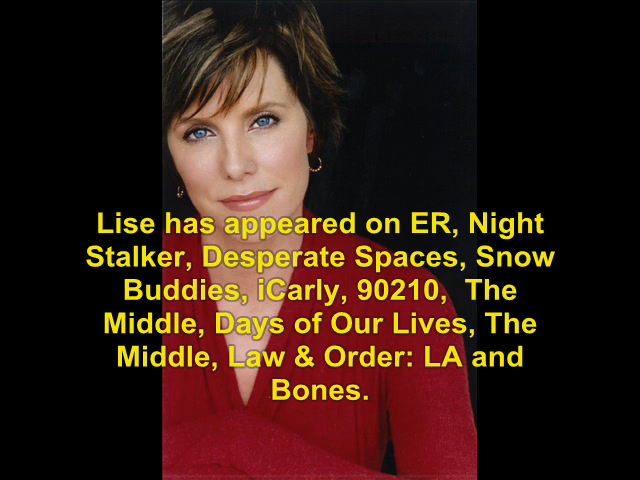 Lise has appeared on ER, Night
Stalker, Desperate Spaces, Snow
Buddies, iCarly, 90210,  The
Middle, Days of Our Lives, The
Middle, Law & Order: LA and
Bones.